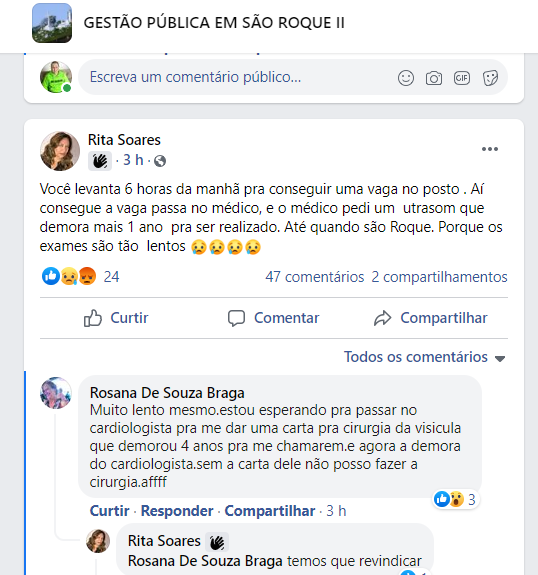 GESTÃO PÚBLICA EM SÃO ROQUE II
Escreva um comentário público...
GIF
Rita Soares
3 h
Você levanta 6 horas da manhã pra conseguir uma vaga no posto . Aí
consegue a vaga passa no médico, e o médico pedi um utrasom que
demora mais 1 ano pra ser realizado. Até quando são Roque. Porque os
exames são tão lentos 😢😢😢😢
24 47 comentários 2 compartilhamentos
Curtir Comentar Compartilhar
Todos os comentários
Rosana De Souza Braga
Muito lento mesmo.estou esperando pra passar no
cardiologista pra me dar uma carta pra cirurgia da visicula
que demorou 4 anos pra me chamarem.e agora a demora
do cardiologista.sem a carta dele não posso fazer a
cirurgia.affff
3
Curtir · Responder · Compartilhar · 3 h
Rita Soares
Rosana De Souza Braga temos que revindicar